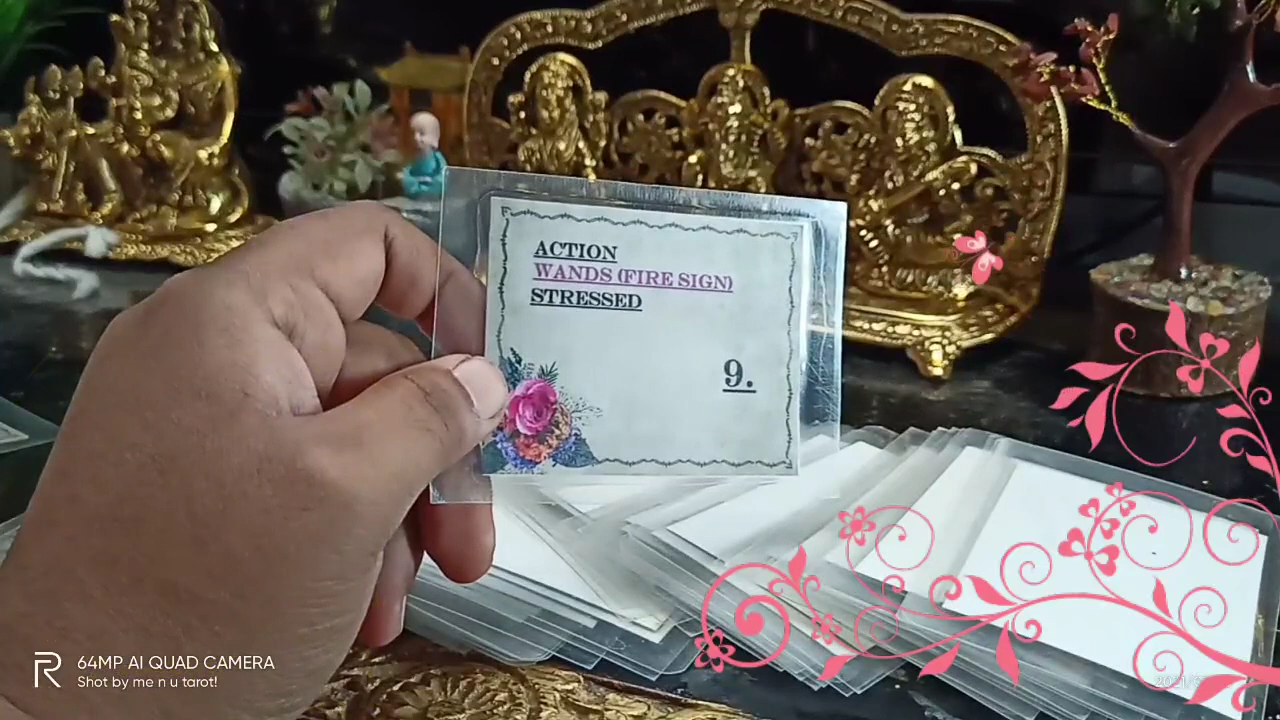 ACTION
WANDS (FIRE SIGN)
STRESSED
9.
R
64MP AI QUAD CAMERA
Shot by me n u tarot!